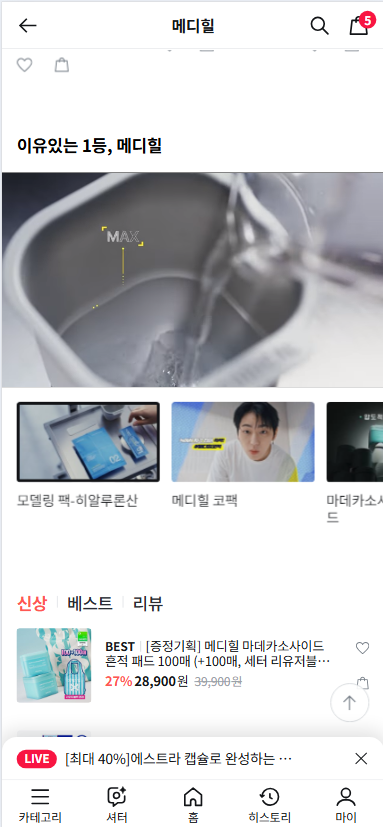 메디힐
5
이유있는 1등, 메디힐
MAX
모델링 팩-히알루론산
메디힐 코팩
마데카소사
드
신상
베스트
리뷰
BEST [증정기획] 메디힐 마데카소사이드
흔적 패드 100매 (+100매, 세터 리유저블…
27% 28,900원 39,900원
LIVE [최대 40%]에스트라 캡슐로 완성하는 …
카테고리
셔터
홈
히스토리
마이